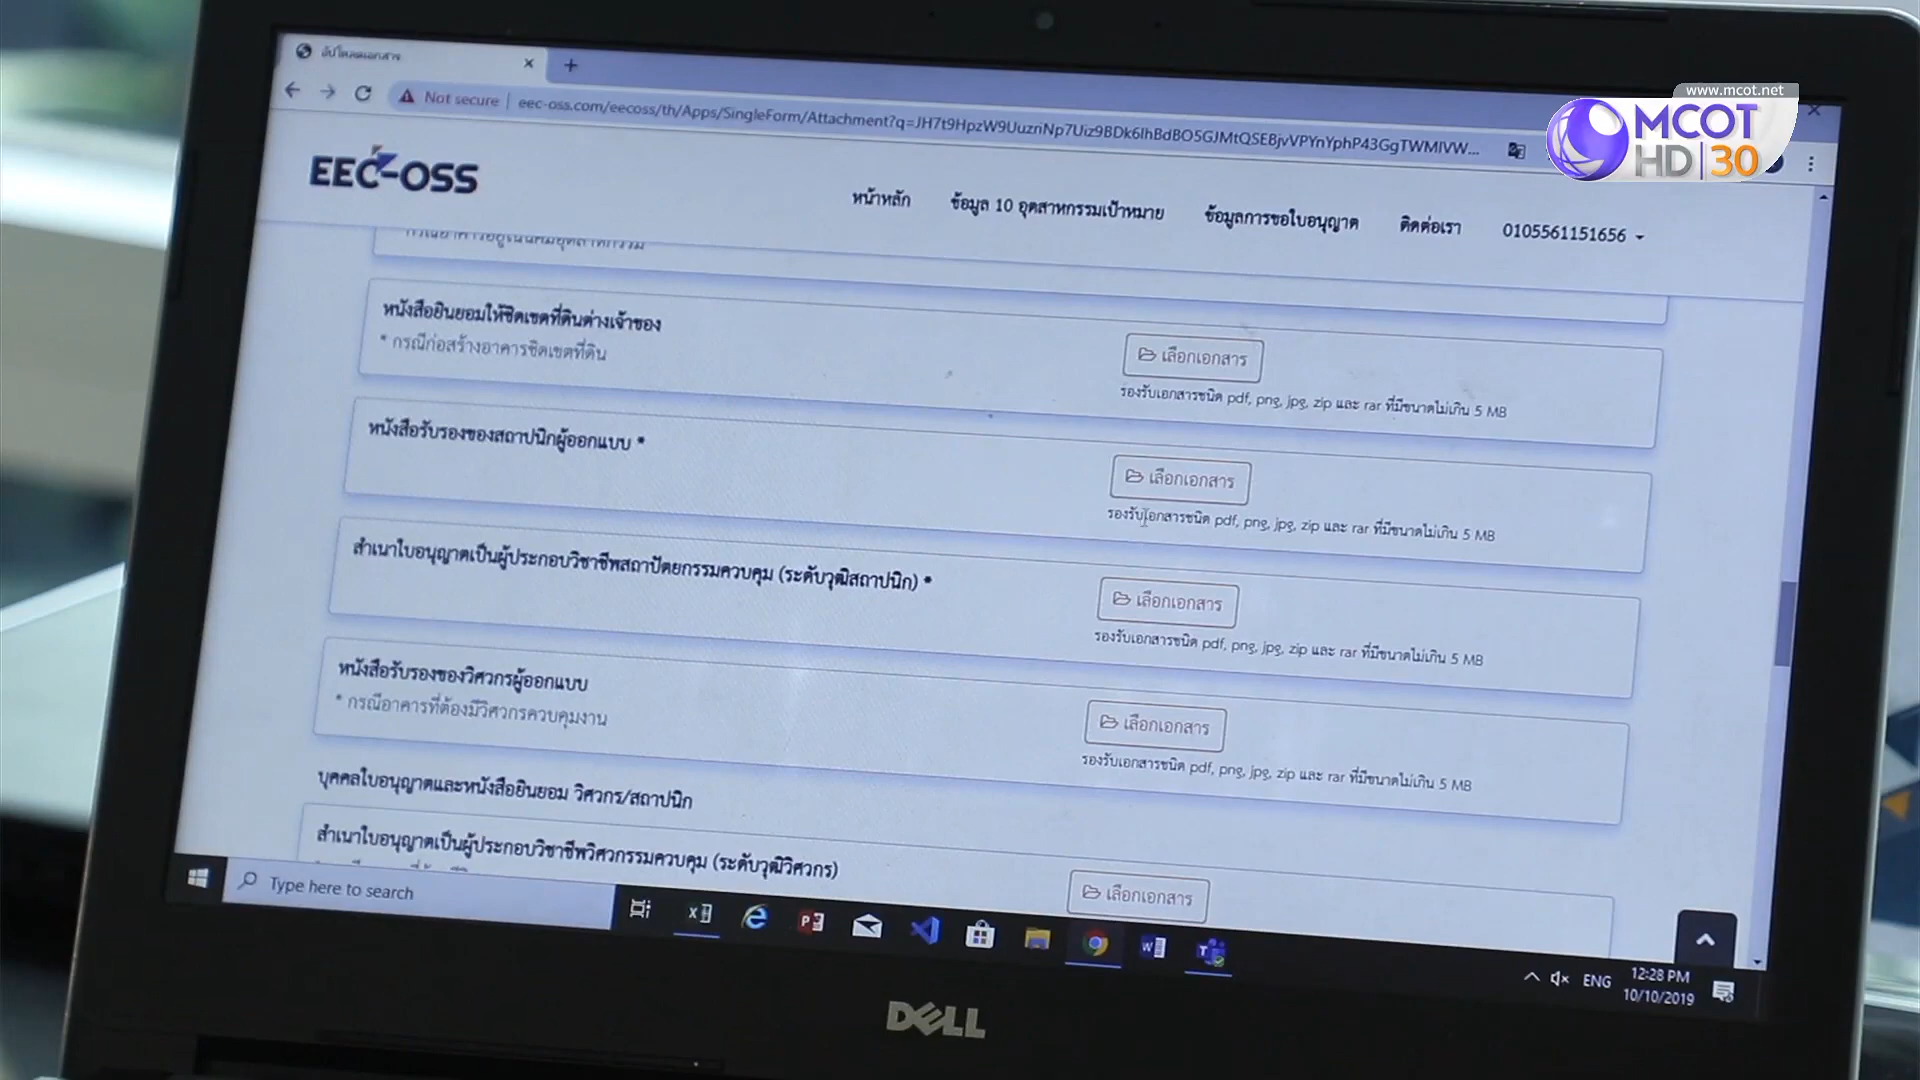 www.mcot.net
MCOT
HD 30
อัปโหลดเอกสาร
Not secure
EEC-OSS
หน้าหลัก
ข้อมูล 10 อุตสาหกรรมเป้าหมาย
ข้อมูลการขอใบอนุญาต
ติดต่อเรา
0105561151656
หนังสือยินยอมให้ชิดเขตที่ดินต่างเจ้าของ
* กรณีก่อสร้างอาคารชิดเขตที่ดิน
เลือกเอกสาร
รองรับเอกสารชนิด pdf, png, jpg, zip และ rar ที่มีขนาดไม่เกิน 5 MB
หนังสือรับรองของสถาปนิกผู้ออกแบบ *
เลือกเอกสาร
รองรับเอกสารชนิด pdf, png, jpg, zip และ rar ที่มีขนาดไม่เกิน 5 MB
สำเนาใบอนุญาตเป็นผู้ประกอบวิชาชีพสถาปัตยกรรมควบคุม (ระดับวุฒิสถาปนิก) *
เลือกเอกสาร
รองรับเอกสารชนิด pdf, png, jpg, zip และ rar ที่มีขนาดไม่เกิน 5 MB
หนังสือรับรองของวิศวกรผู้ออกแบบ
* กรณีอาคารที่ต้องมีวิศวกรควบคุมงาน
เลือกเอกสาร
รองรับเอกสารชนิด pdf, png, jpg, zip และ rar ที่มีขนาดไม่เกิน 5 MB
บุคคลใบอนุญาตและหนังสือยินยอม วิศวกร/สถาปนิก
สำเนาใบอนุญาตเป็นผู้ประกอบวิชาชีพวิศวกรรมควบคุม (ระดับวุฒิวิศวกร)
เลือกเอกสาร
Type here to search
ENG
12:28 PM
10/10/2019
DELL